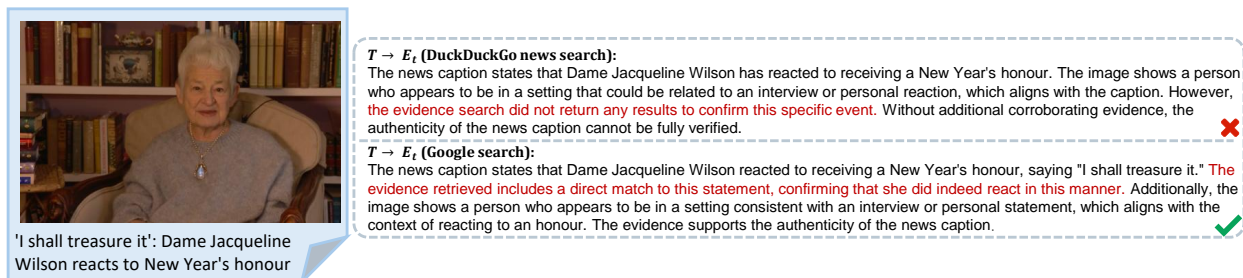 'I shall treasure it': Dame Jacqueline
Wilson reacts to New Year's honour
T → Et (DuckDuckGo news search):
The news caption states that Dame Jacqueline Wilson has reacted to receiving a New Year's honour. The image shows a person
who appears to be in a setting that could be related to an interview or personal reaction, which aligns with the caption. However,
the evidence search did not return any results to confirm this specific event. Without additional corroborating evidence, the
authenticity of the news caption cannot be fully verified.
T → Et (Google search):
The news caption states that Dame Jacqueline Wilson reacted to receiving a New Year's honour, saying "I shall treasure it." The
evidence retrieved includes a direct match to this statement, confirming that she did indeed react in this manner. Additionally, the
image shows a person who appears to be in a setting consistent with an interview or personal statement, which aligns with the
context of reacting to an honour. The evidence supports the authenticity of the news caption.